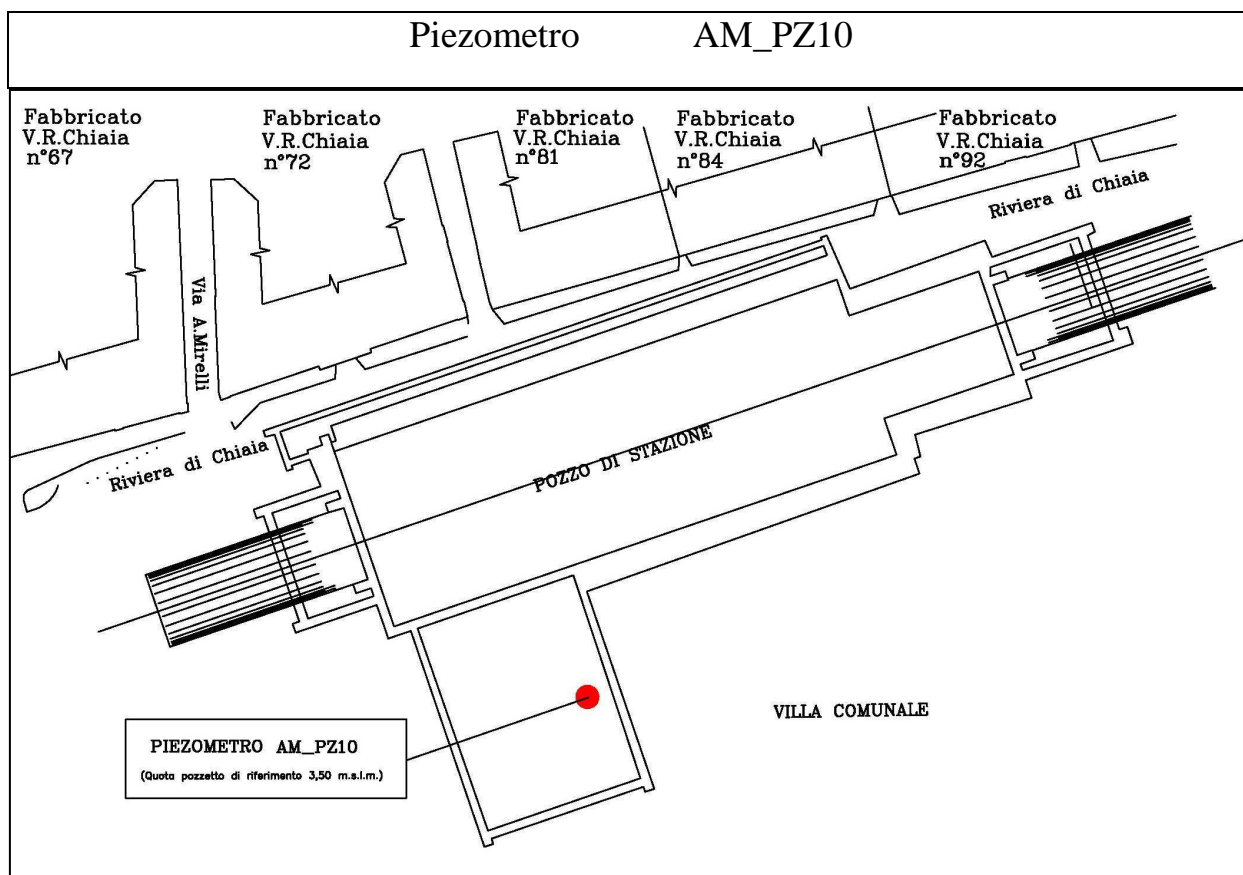 Piezometro AM_PZ10
Fabbricato
V.R.Chiaia
n°67
Fabbricato
V.R.Chiaia
n°72
Fabbricato
V.R.Chiaia
n°81
Fabbricato
V.R.Chiaia
n°84
Fabbricato
V.R.Chiaia
n°92
Riviera di Chiaia
Via A.Mirelli
Riviera di Chiaia
POZZO DI STAZIONE
VILLA COMUNALE
PIEZOMETRO AM_PZ10
(Quota pozzetto di riferimento 3,50 m.s.l.m.)